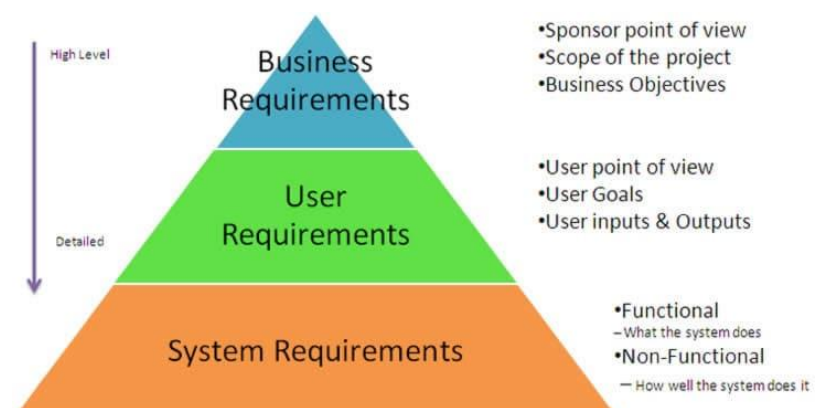 High Level
Detailed
Business
Requirements
•Sponsor point of view
•Scope of the project
•Business Objectives
User
Requirements
•User point of view
•User Goals
•User inputs & Outputs
System Requirements
•Functional
–What the system does
•Non-Functional
– How well the system does it